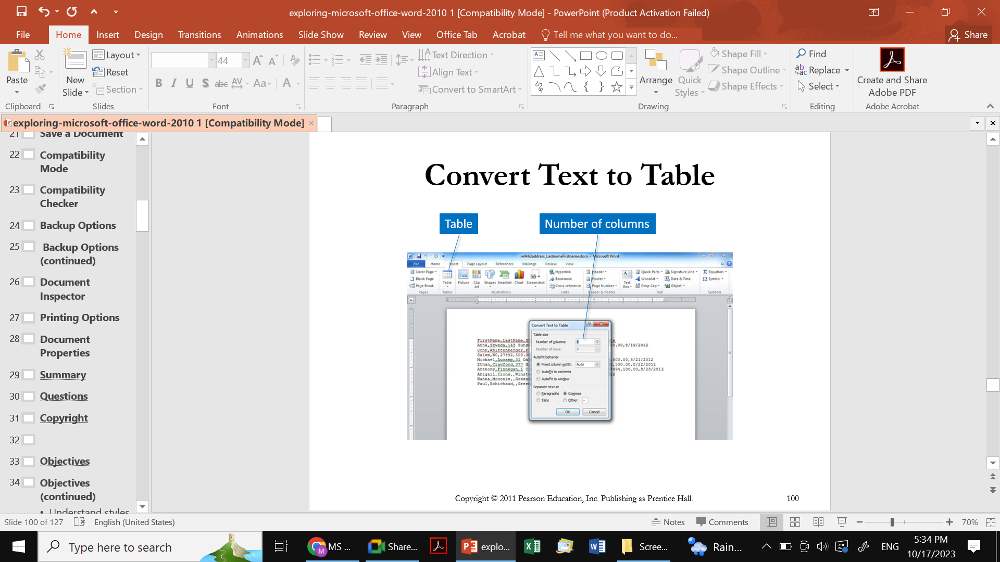 exploring-microsoft-office-word-2010 1 [Compatibility Mode] - PowerPoint (Product Activation Failed)
File Home Insert Design Transitions Animations Slide Show Review View Office Tab Acrobat Tell me what you want to do... Share
Paste
Clipboard
New Slide
Layout
Reset
Section
Slides
44
B I U S abc AV Aa A
Font
Text Direction
Align Text
Convert to SmartArt
Paragraph
Arrange
Quick Styles
Shape Fill
Shape Outline
Shape Effects
Drawing
Find
Replace
Select
Editing
Create and Share
Adobe PDF
Adobe Acrobat
exploring-microsoft-office-word-2010 1 [Compatibility Mode]
21 Save a Document
22 Compatibility
Mode
23 Compatibility
Checker
24 Backup Options
25 Backup Options
(continued)
26 Document
Inspector
27 Printing Options
28 Document
Properties
29 Summary
30 Questions
31 Copyright
32
33 Objectives
34 Objectives
(continued)
• Understand styles
Convert Text to Table
Table
Number of columns
w04h2address_LastnameFirstname.docx - Microsoft Word
File Home Insert Page Layout References Mailings Review View
Cover Page
Blank Page
Page Break
Pages
Table
Tables
Picture
Clip Art
Shapes
SmartArt
Chart
Screenshot
Illustrations
Hyperlink
Bookmark
Cross-reference
Links
Header
Footer
Page Number
Header & Footer
Text Box
Quick Parts
WordArt
Drop Cap
Signature Line
Date & Time
Object
Text
Equation
Symbol
Symbols
FirstName,LastName,S
Anna,Szweda,143 Sunse 00.00,8/19/2012
John,Whittenberger,P
Salem,NC,27492,500.0
Michael,Aucamp,31 Oa 500.00,8/21/2012
Ethan,Crawford,377 H 500.00,8/22/2012
Anthony,Finnegan,1 C 7494,100.00,8/23/2012
Abigail,Irons,,Winst 12
Hanna,Mcconie,,Green
Paul,Robichaud,,Gree
Convert Text to Table
Table size
Number of columns:
Number of rows: 9
AutoFit behavior
Fixed column width: Auto
AutoFit to contents
AutoFit to window
Separate text at
Paragraphs Commas
Tabs Other: -
OK Cancel
Copyright © 2011 Pearson Education, Inc. Publishing as Prentice Hall. 100
Slide 100 of 127 English (United States) Notes Comments 70%
Type here to search MS ... Share... explo... Scree... Rain... ENG
5:34 PM
10/17/2023